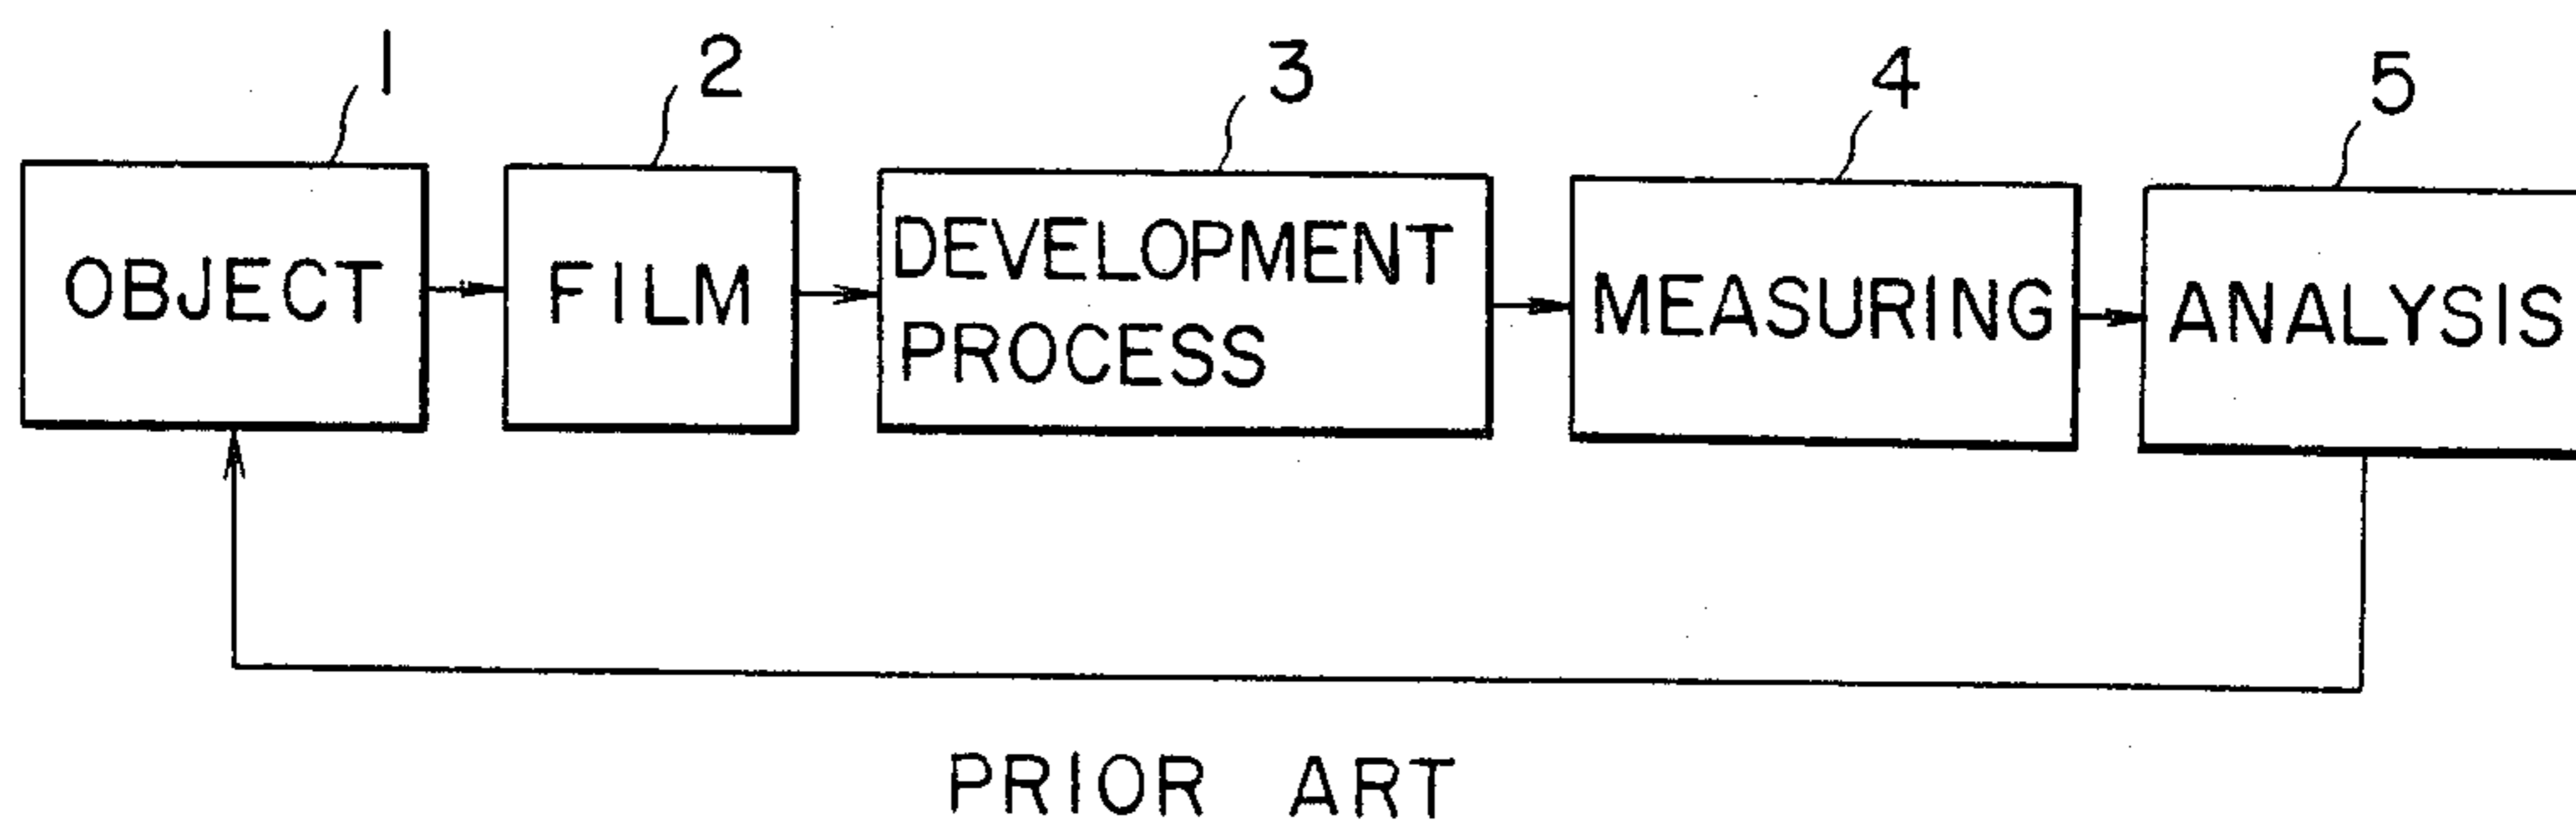 1 2 3 4 5
OBJECT FILM DEVELOPMENT PROCESS MEASURING ANALYSIS
PRIOR ART